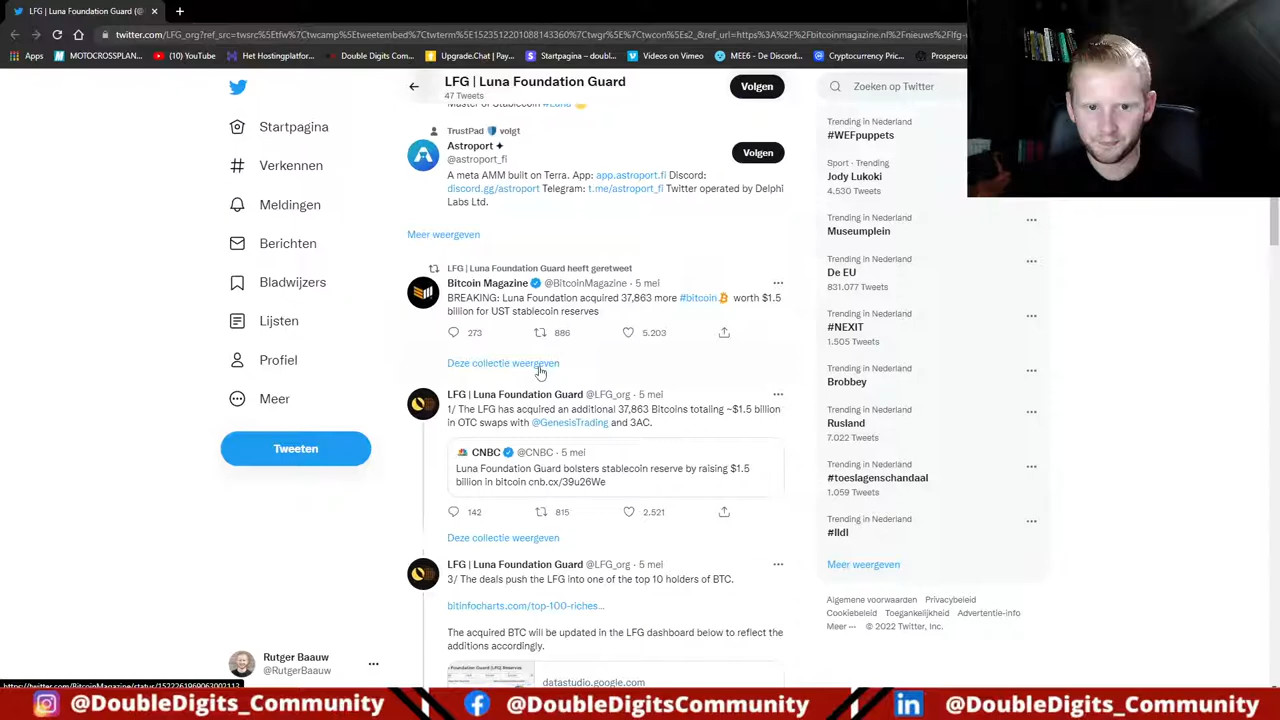 LFG | Luna Foundation Guard (@
twitter.com/LFG_org?ref_src=twsrc%5Etfw%7Ctwcamp%5Etweetembed%7Ctwterm%5E1523512201088143360%7Ctwgr%5E%7Ctwcon%5Es2_&ref_url=https%3A%2F%2Fbitcoinmagazine.nl%2Fnieuws%2Flfg-v
Apps
MOTOCROSSPLAN...
(10) YouTube
Het Hostingplatform...
Double Digits Com...
Upgrade.Chat | Pay...
Startpagina – doubl...
Videos on Vimeo
MEE6 - De Discord...
Cryptocurrency Pric...
Prosperou
LFG | Luna Foundation Guard
47 Tweets
Volgen
Zoeken op Twitter
Startpagina
Verkennen
Meldingen
Berichten
Bladwijzers
Lijsten
Profiel
Meer
Tweeten
Rutger Baauw
@RutgerBaauw
Master of Stablecoin #Luna
TrustPad volgt
Astroport
@astroport_fi
Volgen
A meta AMM built on Terra. App: app.astroport.fi Discord:
discord.gg/astroport Telegram: t.me/astroport_fi Twitter operated by Delphi
Labs Ltd.
Meer weergeven
LFG | Luna Foundation Guard heeft geretweet
Bitcoin Magazine @BitcoinMagazine · 5 mei
BREAKING: Luna Foundation acquired 37,863 more #bitcoin worth $1.5
billion for UST stablecoin reserves
273 886 5.203
Deze collectie weergeven
LFG | Luna Foundation Guard @LFG_org · 5 mei
1/ The LFG has acquired an additional 37,863 Bitcoins totaling ~$1.5 billion
in OTC swaps with @GenesisTrading and 3AC.
CNBC @CNBC · 5 mei
Luna Foundation Guard bolsters stablecoin reserve by raising $1.5
billion in bitcoin cnb.cx/39u26We
142 815 2.521
Deze collectie weergeven
LFG | Luna Foundation Guard @LFG_org · 5 mei
3/ The deals push the LFG into one of the top 10 holders of BTC.
bitinfocharts.com/top-100-riches...
The acquired BTC will be updated in the LFG dashboard below to reflect the
additions accordingly.
datastudio.google.com
Trending in Nederland
#WEFpuppets
Sport · Trending
Jody Lukoki
4.530 Tweets
Trending in Nederland
Museumplein
Trending in Nederland
De EU
831.077 Tweets
Trending in Nederland
#NEXIT
1.505 Tweets
Trending in Nederland
Brobbey
Trending in Nederland
Rusland
7.022 Tweets
Trending in Nederland
#toeslagenschandaal
1.059 Tweets
Trending in Nederland
#lldl
Meer weergeven
Algemene voorwaarden Privacybeleid
Cookiebeleid Toegankelijkheid Advertentie-info
Meer ··· © 2022 Twitter, Inc.
@DoubleDigits_Community
@DoubleDigitsCommunity
@DoubleDigitsCommunity